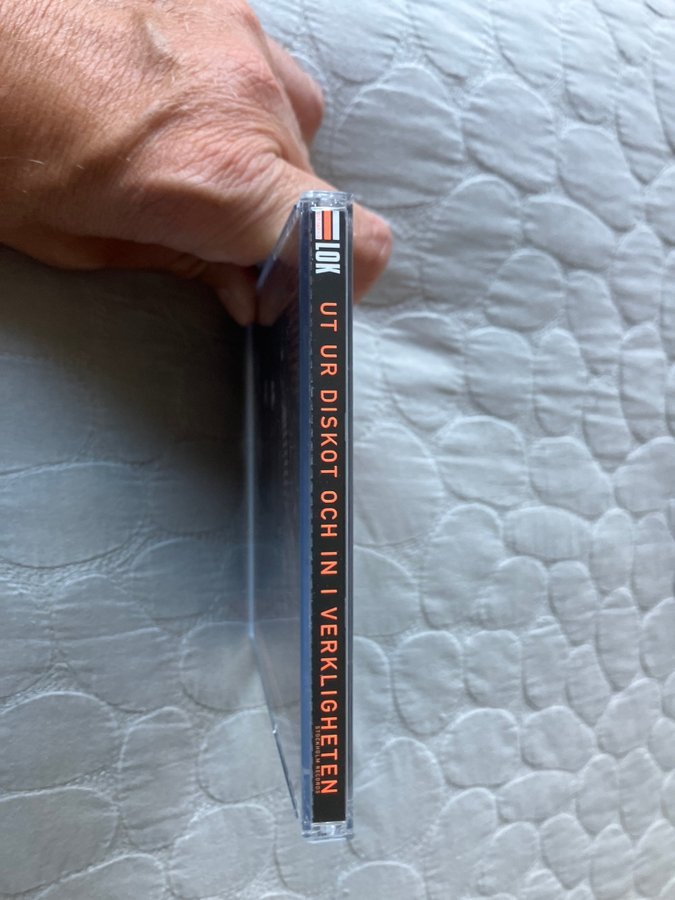 LOK
UT UR DISKOT OCH IN I VERKLIGHETEN
STOCKHOLM RECORDS